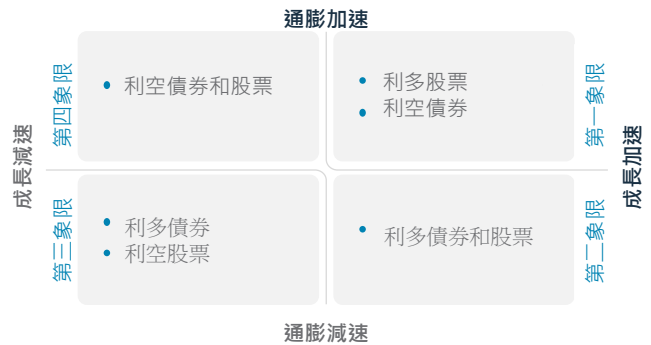 通膨加速
第四象限
• 利空債券和股票
• 利多股票
• 利空債券
第一象限
成長減速
成長加速
第三象限
• 利多債券
• 利空股票
• 利多債券和股票
第二象限
通膨減速